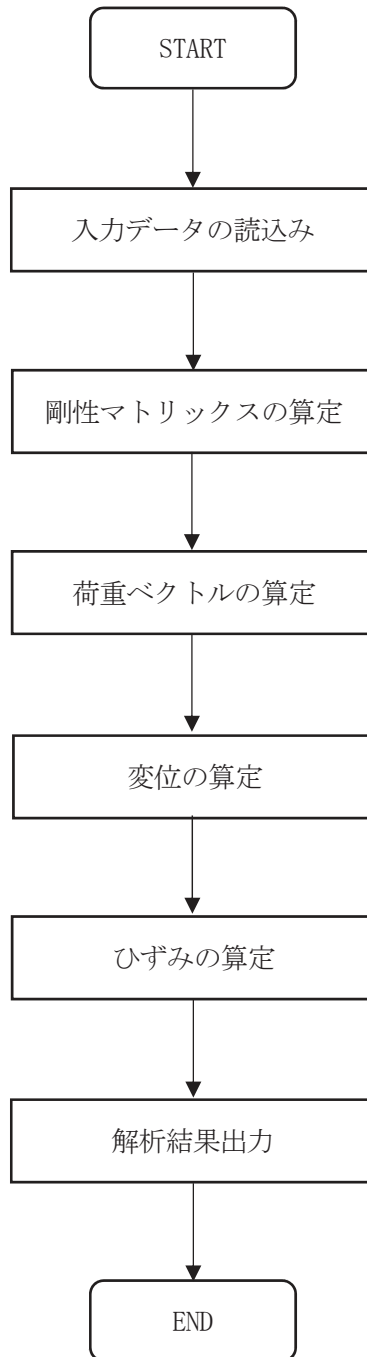 START
入力データの読込み
剛性マトリックスの算定
荷重ベクトルの算定
変位の算定
ひずみの算定
解析結果出力
END